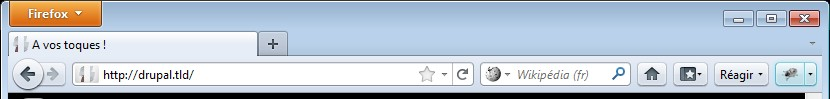 Firefox
A vos toques !
http://drupal.tld/
Wikipédia (fr)
Réagir